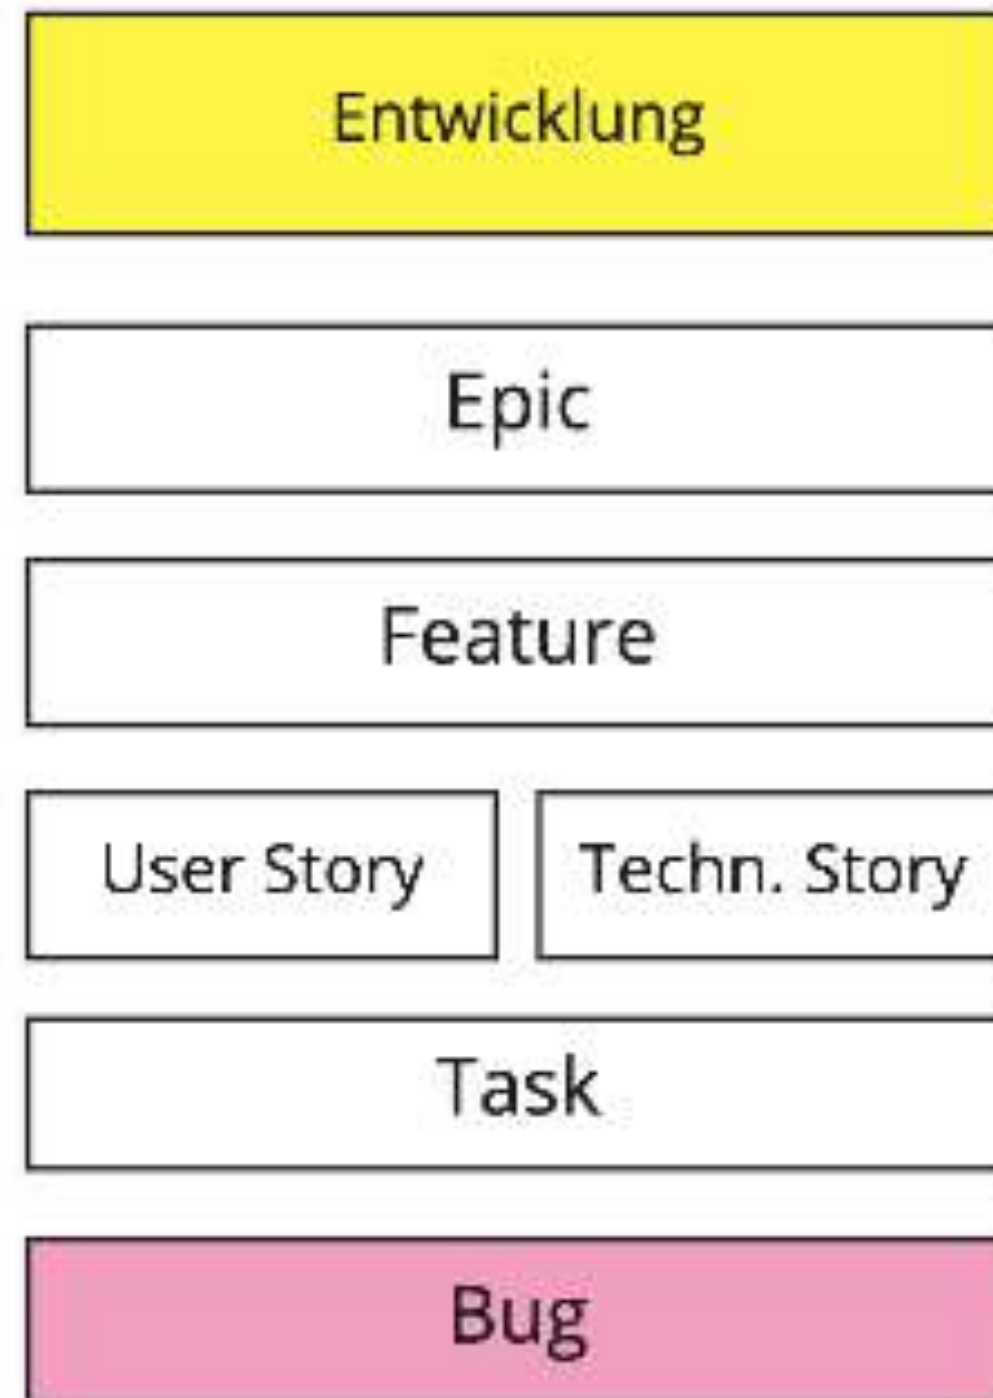 Entwicklung
Epic
Feature
User Story Techn. Story
Task
Bug